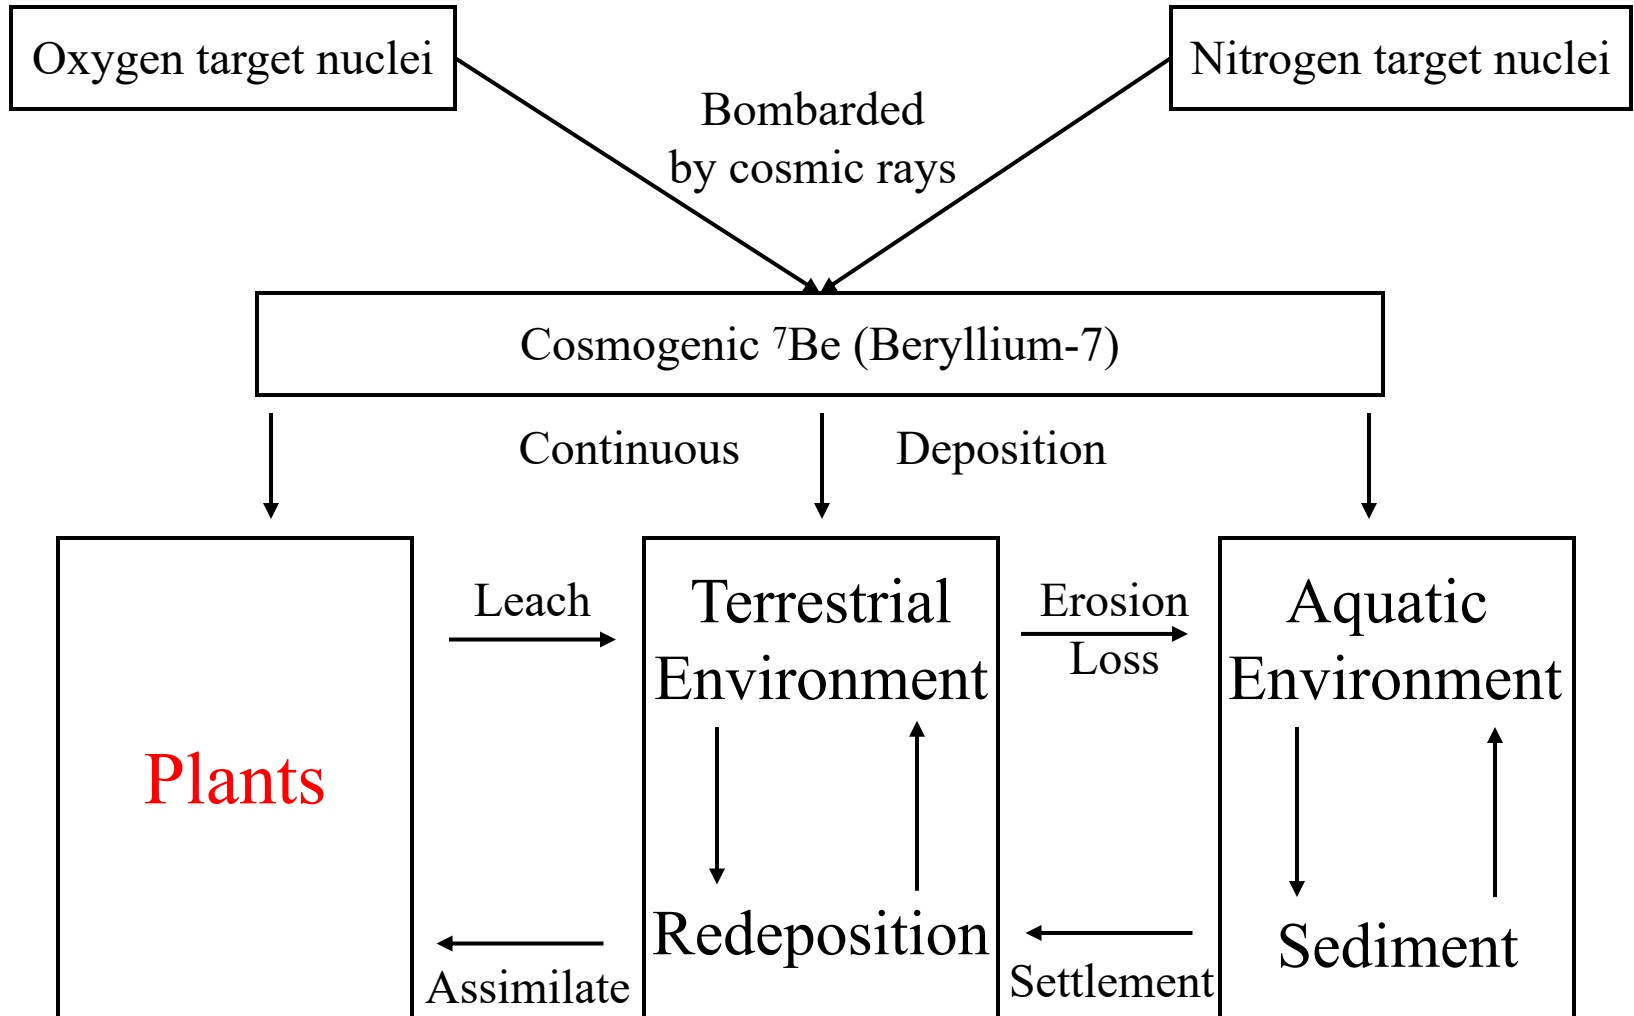 Oxygen target nuclei
Nitrogen target nuclei
Bombarded
by cosmic rays
Cosmogenic ⁷Be (Beryllium-7)
Continuous
Deposition
Plants
Leach
Assimilate
Terrestrial
Environment
Redeposition
Erosion
Loss
Settlement
Aquatic
Environment
Sediment